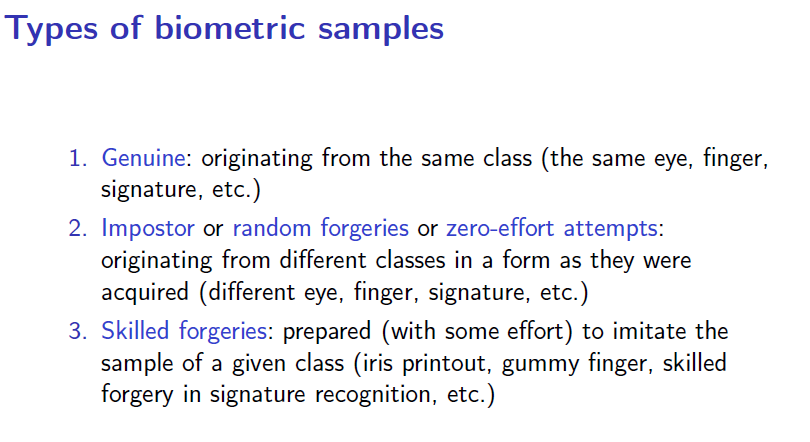 Types of biometric samples
1. Genuine: originating from the same class (the same eye, finger,
signature, etc.)
2. Impostor or random forgeries or zero-effort attempts:
originating from different classes in a form as they were
acquired (different eye, finger, signature, etc.)
3. Skilled forgeries: prepared (with some effort) to imitate the
sample of a given class (iris printout, gummy finger, skilled
forgery in signature recognition, etc.)